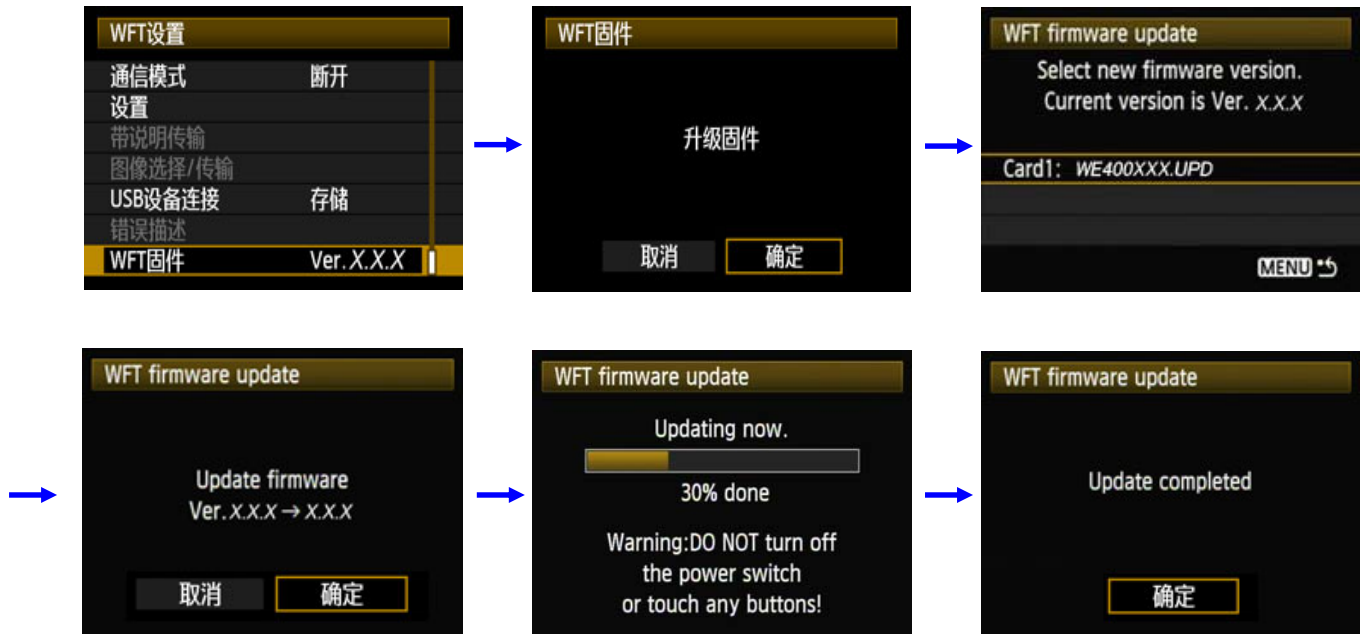 WFT设置
通信模式 断开
设置
带说明传输
图像选择/传输
USB设备连接 存储
错误描述
WFT固件 Ver.X.X.X
WFT固件
升级固件
取消 确定
WFT firmware update
Select new firmware version.
Current version is Ver. X.X.X
Card1: WE400XXX.UPD
MENU
WFT firmware update
Update firmware
Ver.X.X.X→X.X.X
取消 确定
WFT firmware update
Updating now.
30% done
Warning:DO NOT turn off
the power switch
or touch any buttons!
WFT firmware update
Update completed
确定